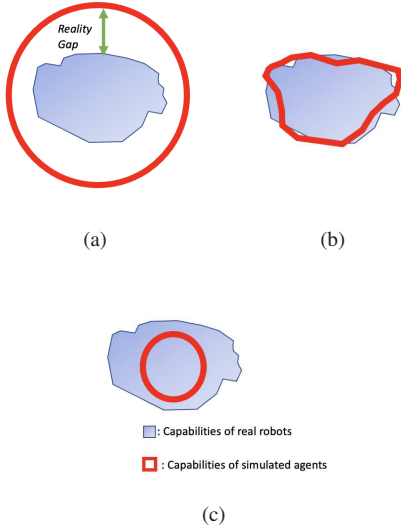 Reality
Gap
(a)
(b)
: Capabilities of real robots
: Capabilities of simulated agents
(c)